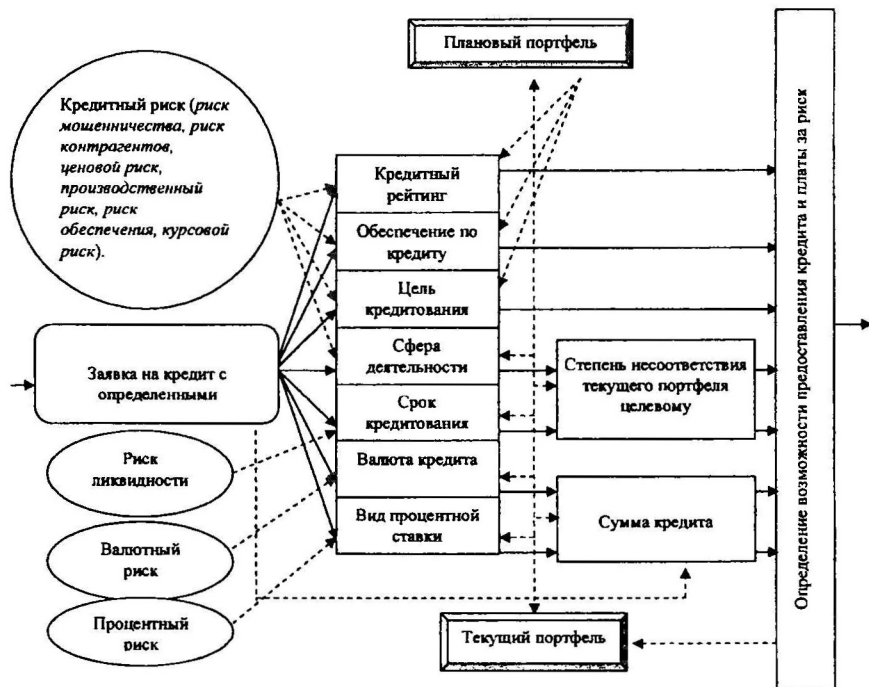 Плановый портфель
Кредитный риск (риск
мошенничества, риск
контрагентов,
ценовой риск,
производственный
риск, риск
обеспечения, курсовой
риск).
Кредитный
рейтинг
Обеспечение по
кредиту
Цель
кредитования
Сфера
деятельности
Срок
кредитования
Валюта кредита
Вид процентной
ставки
Заявка на кредит с
определенными
Риск
ликвидности
Валютный
риск
Процентный
риск
Степень несоответствия
текущего портфеля
целевому
Сумма кредита
Текущий портфель
Определение возможности предоставления кредита и платы за риск